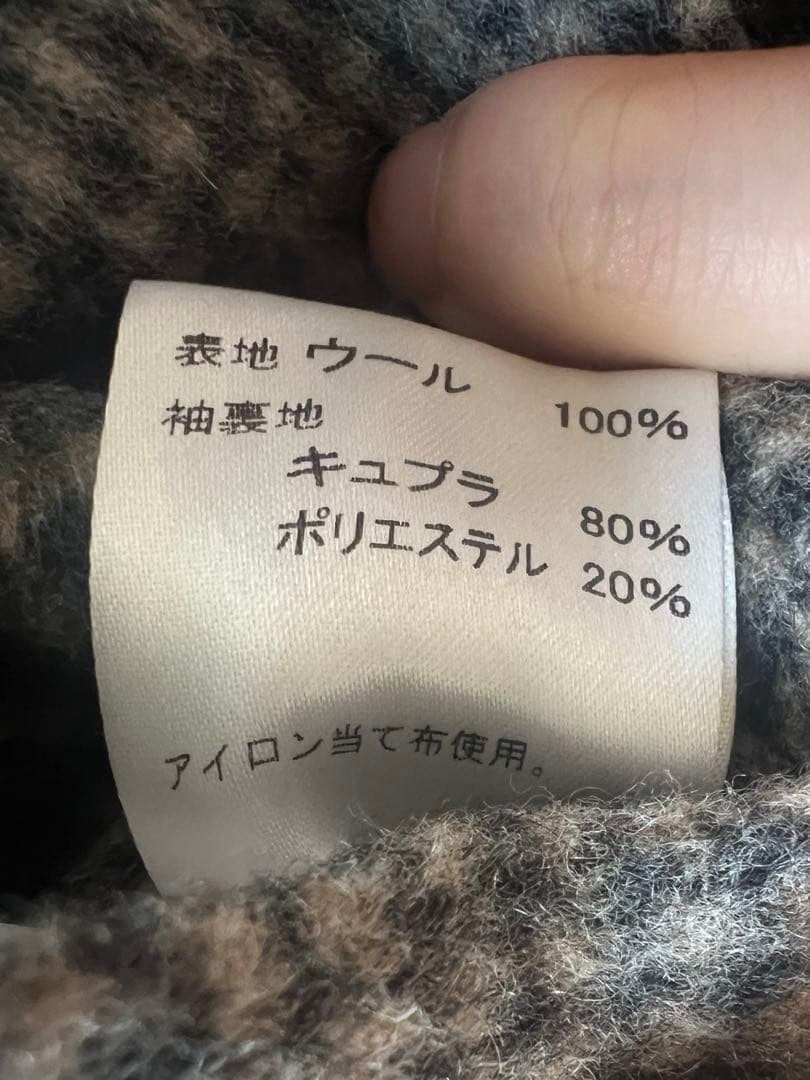 表地 ウール 100%
袖裏地
キュプラ 80%
ポリエステル 20%
アイロン当て布使用。